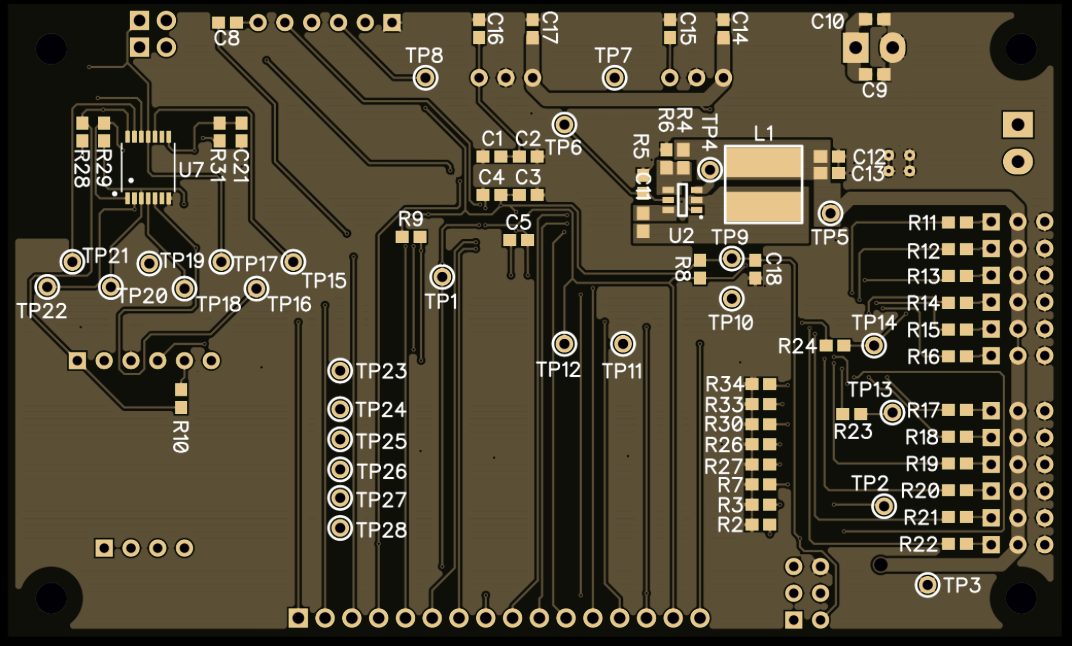 C8
C16
C17
C15
C14
C10
C9
TP8
TP7
TP6
R6
R4
TP4
L1
R5
C11
C12
C13
C1
C2
C4
C3
C5
R9
R28
R29
U7
R31
C21
U2
TP5
TP9
R8
C18
TP10
TP21
TP19
TP17
TP15
TP22
TP20
TP18
TP16
TP1
TP12
TP11
R11
R12
R13
R14
R15
R16
TP14
R24
TP13
R23
R10
TP23
TP24
TP25
TP26
TP27
TP28
R34
R33
R30
R26
R27
R7
R3
R2
R17
R18
R19
R20
R21
R22
TP2
TP3